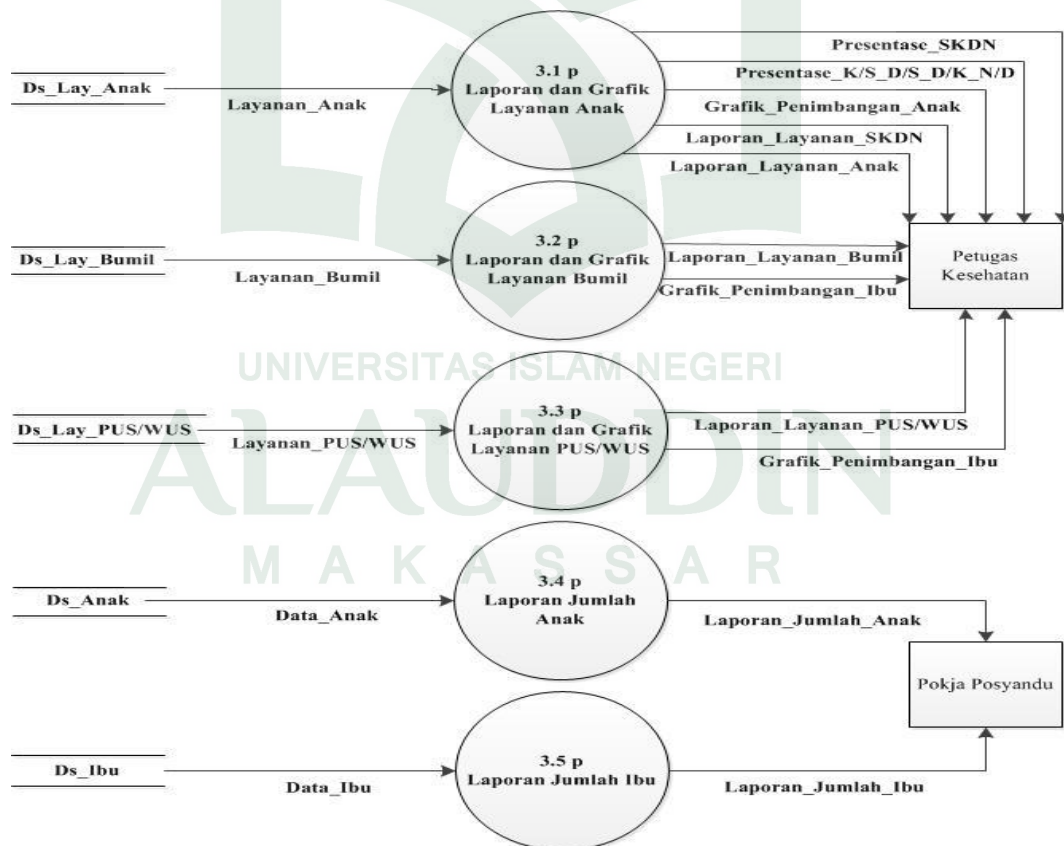 Presentase_SKDN
3.1 p
Laporan dan Grafik
Layanan Anak
Presentase_K/S_D/S_D/K_N/D
Ds_Lay_Anak
Layanan_Anak
Grafik_Penimbangan_Anak
Laporan_Layanan_SKDN
Laporan_Layanan_Anak
3.2 p
Laporan dan Grafik
Layanan Bumil
Ds_Lay_Bumil
Layanan_Bumil
Laporan_Layanan_Bumil
Grafik_Penimbangan_Ibu
Petugas
Kesehatan
UNIVERSITAS ISLAM NEGERI
3.3 p
Laporan dan Grafik
Layanan PUS/WUS
Ds_Lay_PUS/WUS
Layanan_PUS/WUS
Laporan_Layanan_PUS/WUS
Grafik_Penimbangan_Ibu
ALAUDDIN
MAKASSAR
3.4 p
Laporan Jumlah
Anak
Ds_Anak
Data_Anak
Laporan_Jumlah_Anak
Pokja Posyandu
3.5 p
Laporan Jumlah Ibu
Ds_Ibu
Data_Ibu
Laporan_Jumlah_Ibu